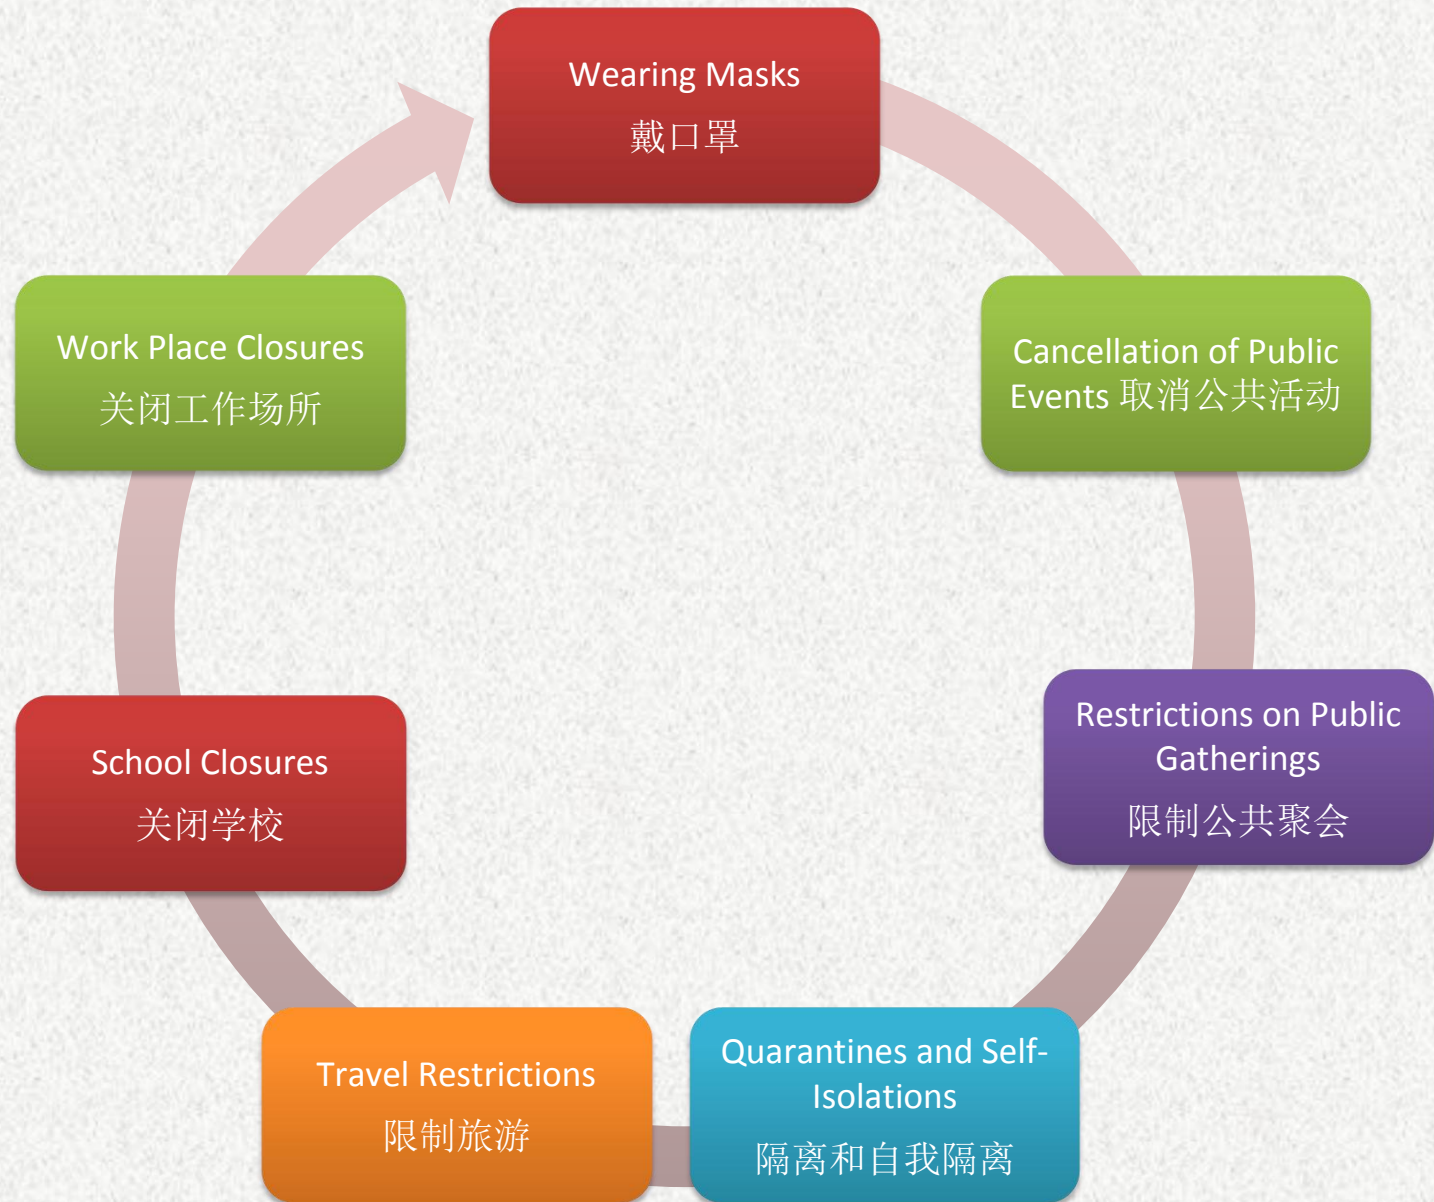 Wearing Masks
戴口罩
Cancellation of Public
Events 取消公共活动
Restrictions on Public
Gatherings
限制公共聚会
Quarantines and Self-
Isolations
隔离和自我隔离
Travel Restrictions
限制旅游
School Closures
关闭学校
Work Place Closures
关闭工作场所